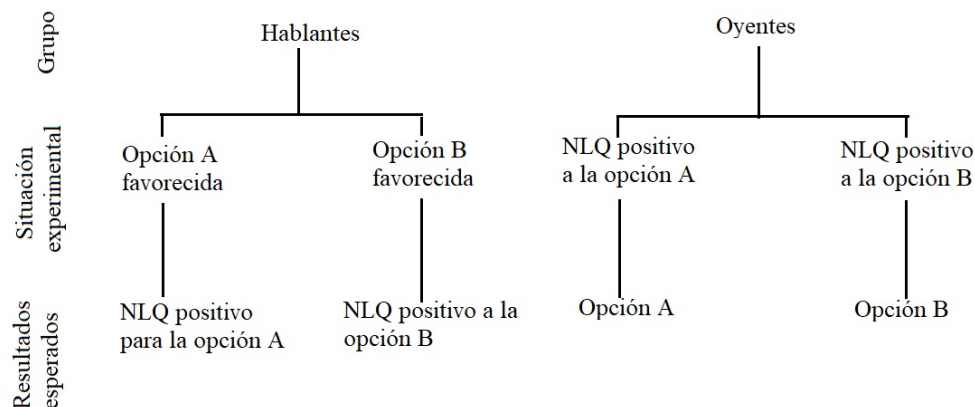 Grupo
Hablantes
Oyentes
Situación
experimental
Opción A
favorecida
Opción B
favorecida
NLQ positivo
a la opción A
NLQ positivo
a la opción B
Resultados
esperados
NLQ positivo
para la opción A
NLQ positivo a la
opción B
Opción A
Opción B